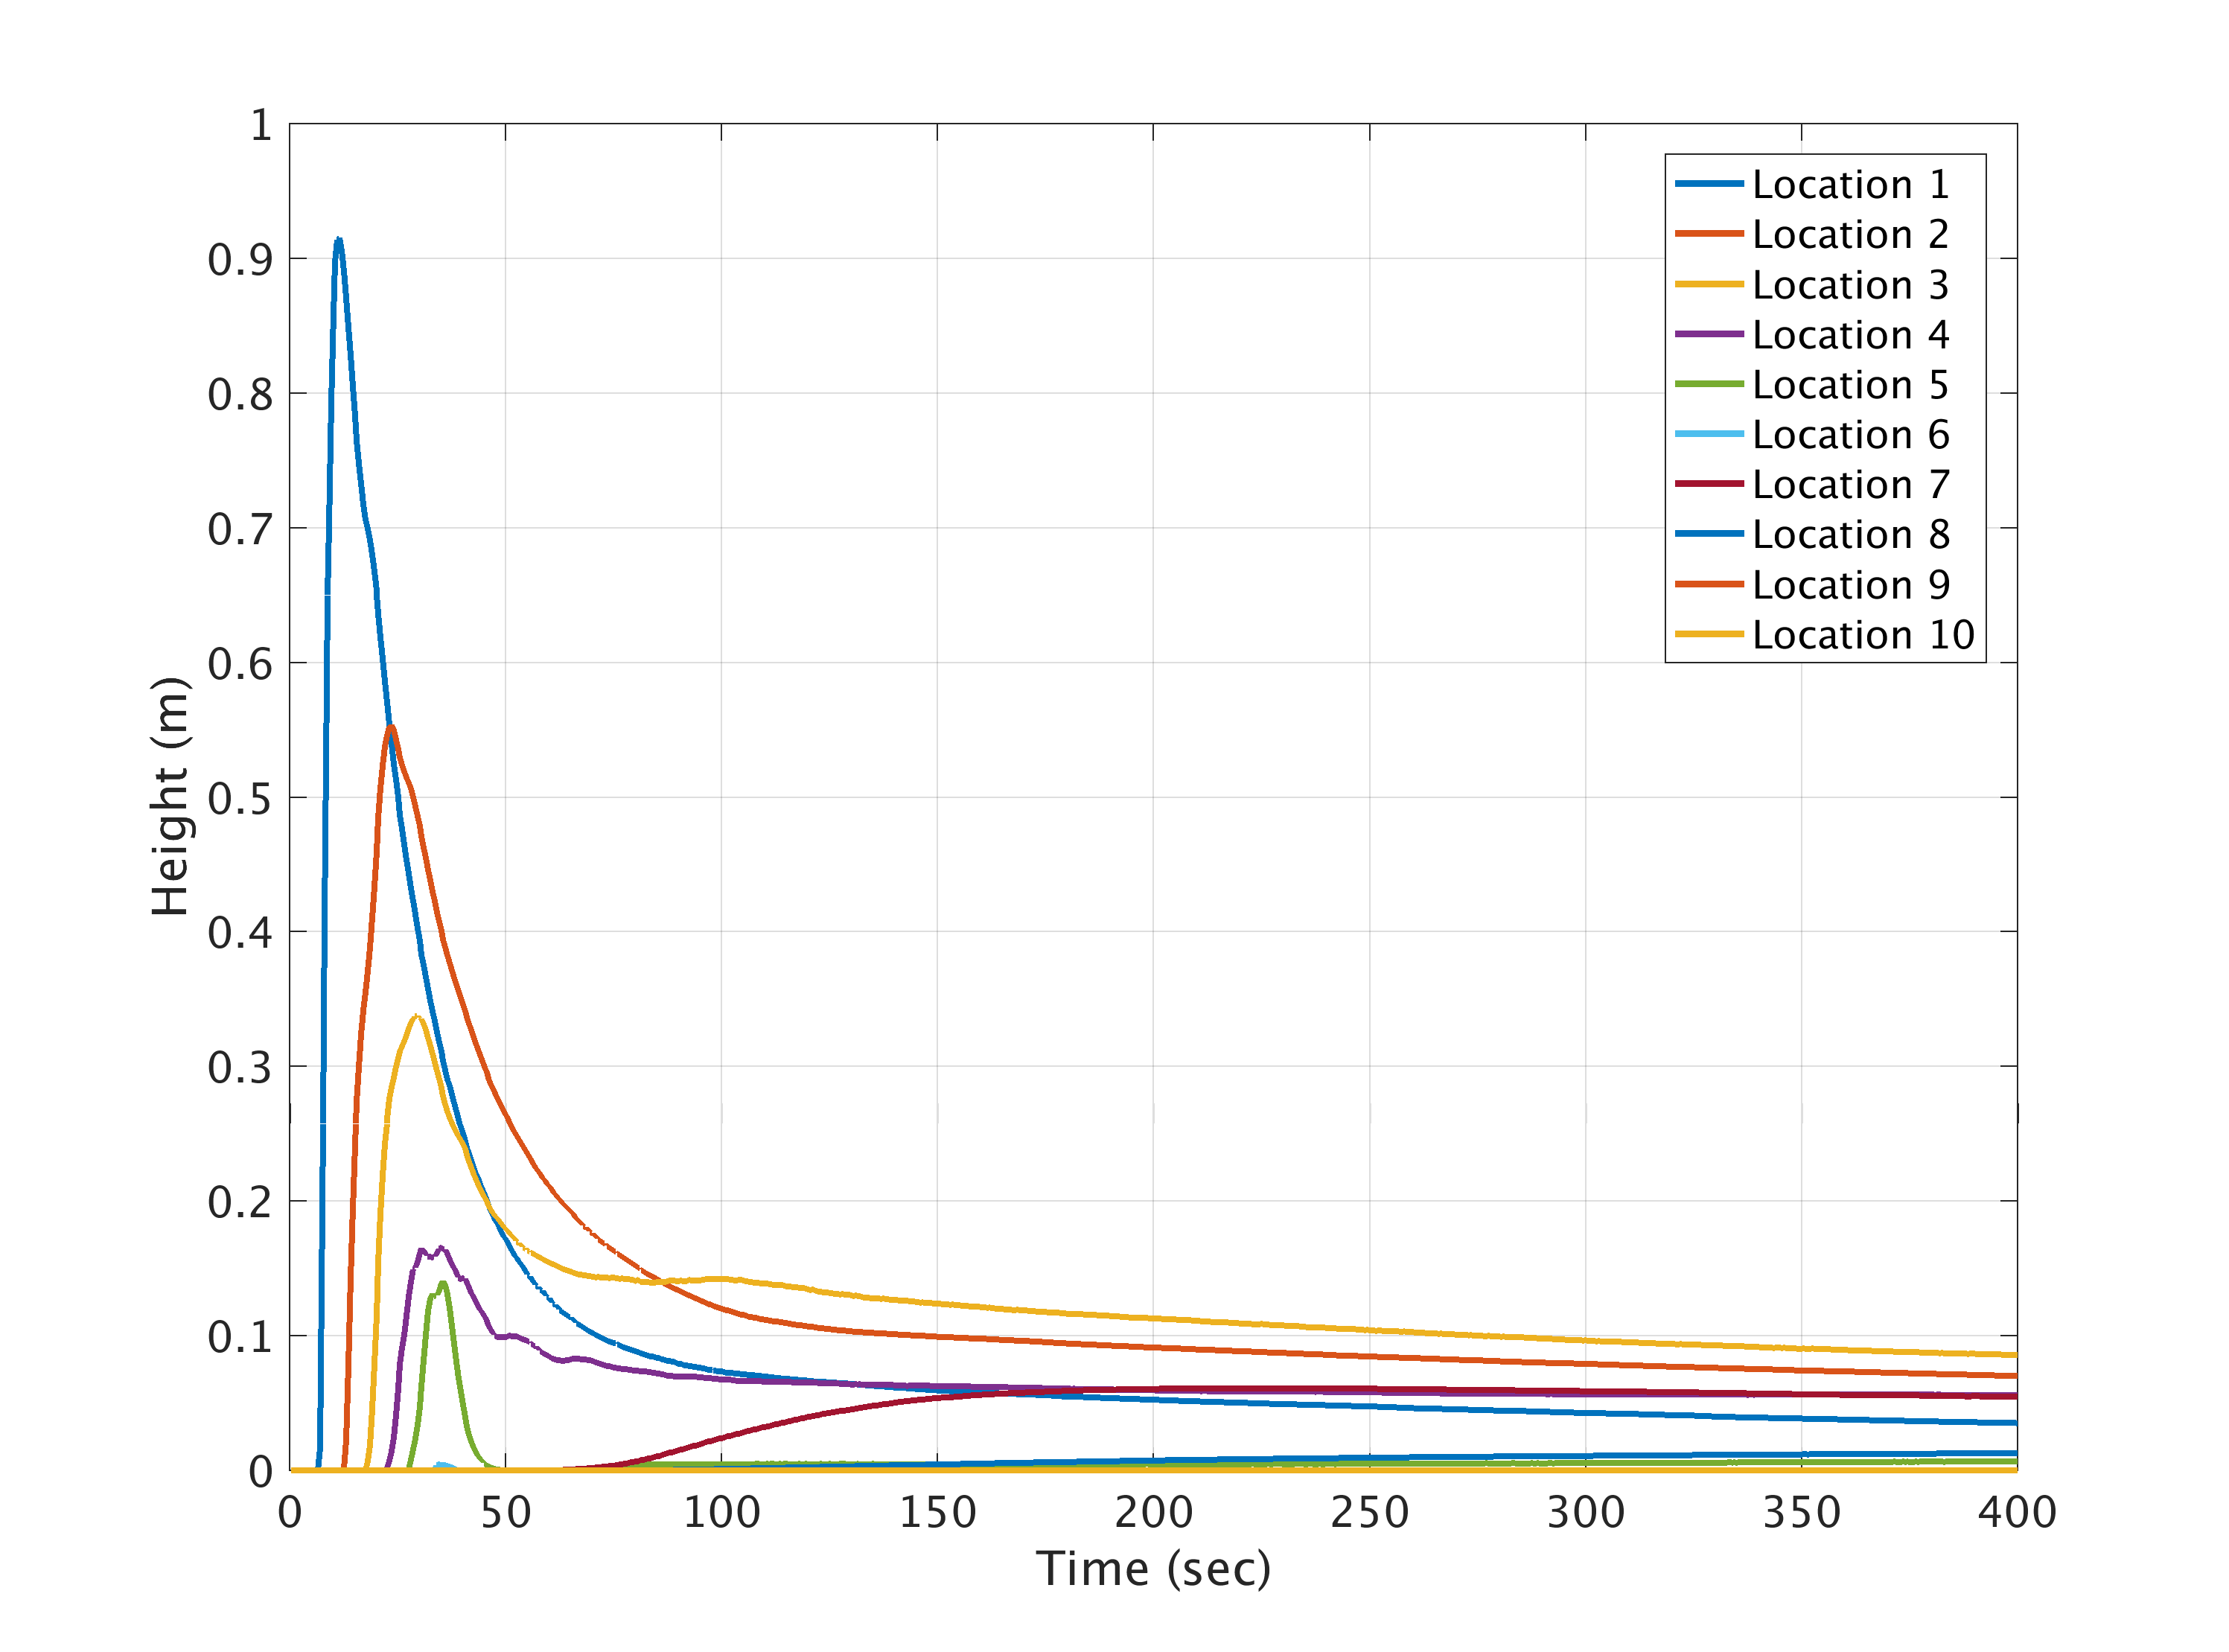 1
0.9
0.8
0.7
0.6
0.5
0.4
0.3
0.2
0.1
0
Height (m)
Location 1
Location 2
Location 3
Location 4
Location 5
Location 6
Location 7
Location 8
Location 9
Location 10
0 50 100 150 200 250 300 350 400
Time (sec)